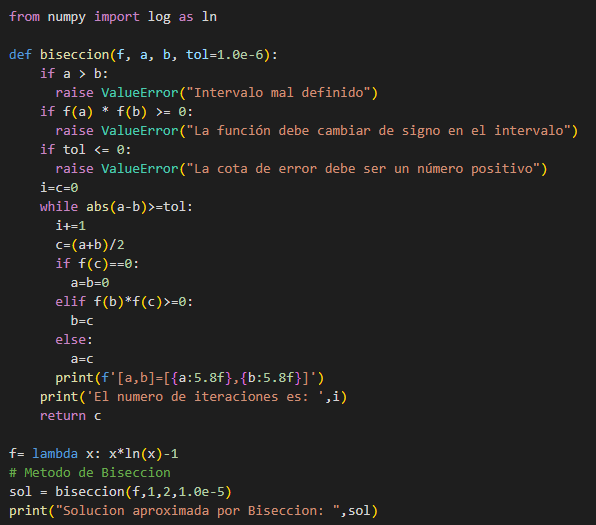 from numpy import log as ln
def biseccion(f, a, b, tol=1.0e-6):
    if a > b:
      raise ValueError("Intervalo mal definido")
    if f(a) * f(b) >= 0:
      raise ValueError("La función debe cambiar de signo en el intervalo")
    if tol <= 0:
      raise ValueError("La cota de error debe ser un número positivo")
    i=c=0
    while abs(a-b)>=tol:
      i+=1
      c=(a+b)/2
      if f(c)==0:
        a=b=0
      elif f(b)*f(c)>=0:
        b=c
      else:
        a=c
      print(f'[a,b]=[{a:5.8f},{b:5.8f}]')
    print('El numero de iteraciones es: ',i)
    return c
f= lambda x: x*ln(x)-1
# Metodo de Biseccion
sol = biseccion(f,1,2,1.0e-5)
print("Solucion aproximada por Biseccion: ",sol)